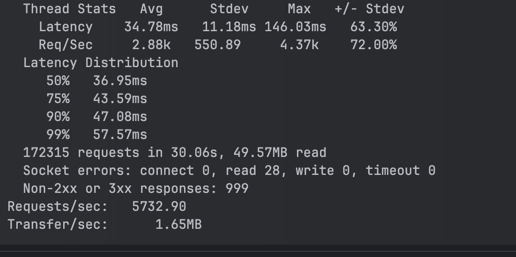 Thread Stats   Avg      Stdev     Max   +/- Stdev
Latency    34.78ms   11.18ms 146.03ms   63.30%
Req/Sec     2.88k   550.89     4.37k    72.00%
Latency Distribution
50%   36.95ms
75%   43.59ms
90%   47.08ms
99%   57.57ms
172315 requests in 30.06s, 49.57MB read
Socket errors: connect 0, read 28, write 0, timeout 0
Non-2xx or 3xx responses: 999
Requests/sec:   5732.90
Transfer/sec:      1.65MB